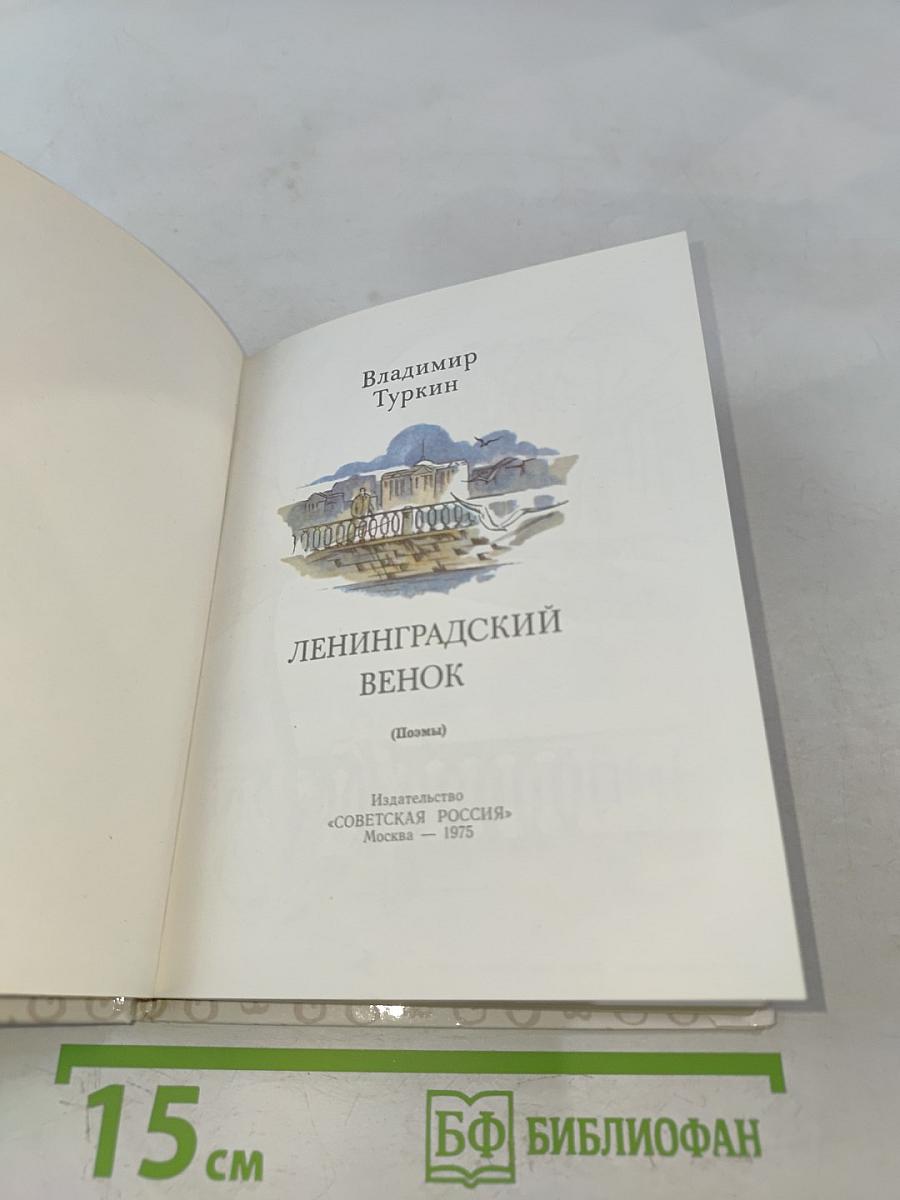 Владимир
Туркин
ЛЕНИНГРАДСКИЙ
ВЕНОК
(Поэмы)
Издательство
«СОВЕТСКАЯ РОССИЯ»
Москва — 1975
15 см
БФ БИБЛИОФАН